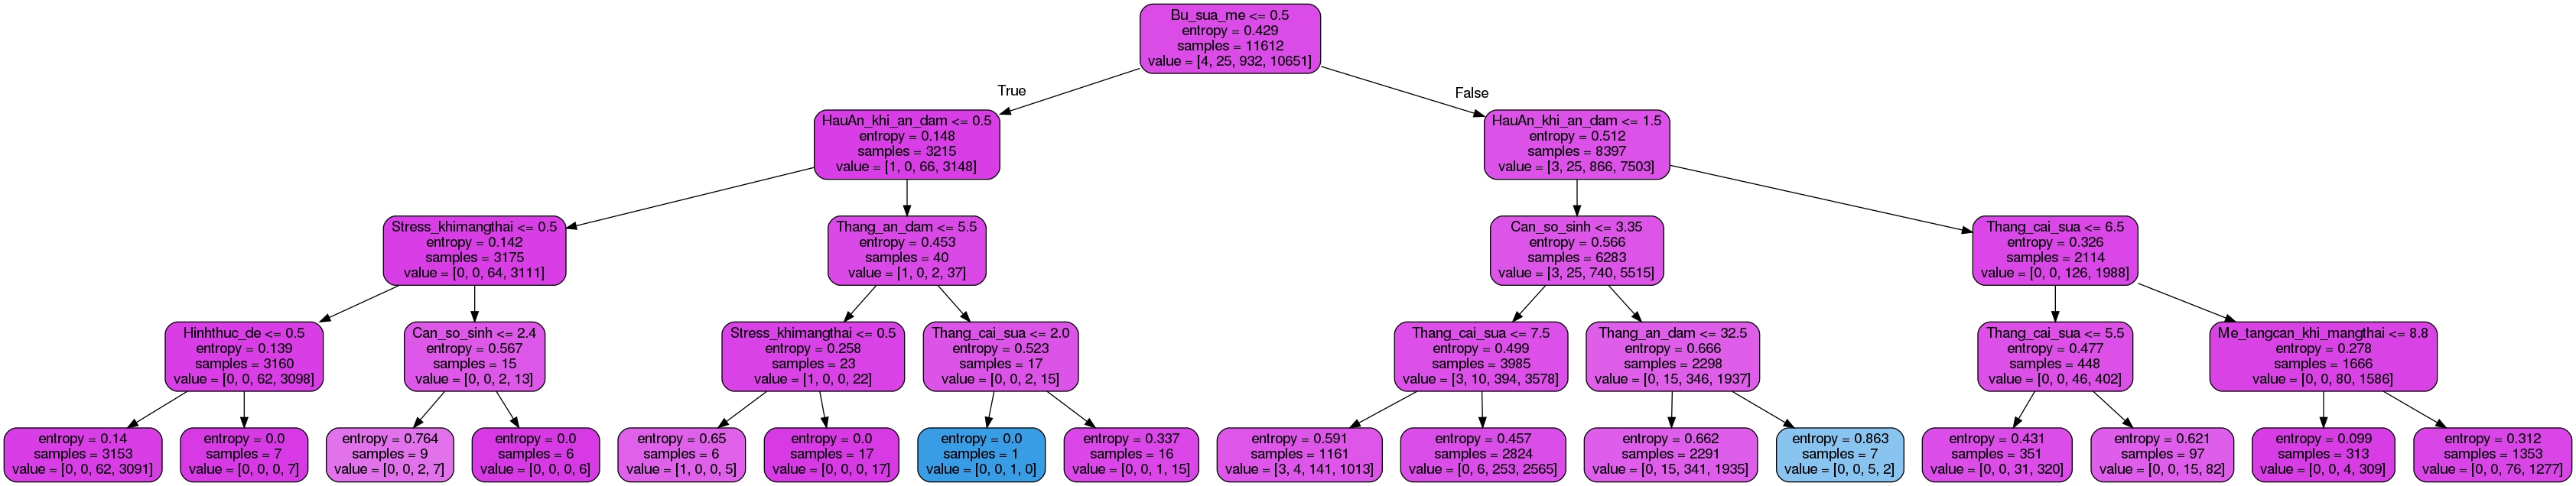 Bu_sua_me <= 0.5
entropy = 0.429
samples = 11612
value = [4, 25, 932, 10651]
True
False
HauAn_khi_an_dam <= 0.5
entropy = 0.148
samples = 3215
value = [1, 0, 66, 3148]
HauAn_khi_an_dam <= 1.5
entropy = 0.512
samples = 8397
value = [3, 25, 866, 7503]
Stress_khimangthai <= 0.5
entropy = 0.142
samples = 3175
value = [0, 0, 64, 3111]
Thang_an_dam <= 5.5
entropy = 0.453
samples = 40
value = [1, 0, 2, 37]
Can_so_sinh <= 3.35
entropy = 0.566
samples = 6283
value = [3, 25, 740, 5515]
Thang_cai_sua <= 6.5
entropy = 0.326
samples = 2114
value = [0, 0, 126, 1988]
Hinhthuc_de <= 0.5
entropy = 0.139
samples = 3160
value = [0, 0, 62, 3098]
Can_so_sinh <= 2.4
entropy = 0.567
samples = 15
value = [0, 0, 2, 13]
Stress_khimangthai <= 0.5
entropy = 0.258
samples = 23
value = [1, 0, 0, 22]
Thang_cai_sua <= 2.0
entropy = 0.523
samples = 17
value = [0, 0, 2, 15]
Thang_cai_sua <= 7.5
entropy = 0.499
samples = 3985
value = [3, 10, 394, 3578]
Thang_an_dam <= 32.5
entropy = 0.666
samples = 2298
value = [0, 15, 346, 1937]
Thang_cai_sua <= 5.5
entropy = 0.477
samples = 448
value = [0, 0, 46, 402]
Me_tangcan_khi_mangthai <= 8.8
entropy = 0.278
samples = 1666
value = [0, 0, 80, 1586]
entropy = 0.14
samples = 3153
value = [0, 0, 62, 3091]
entropy = 0.0
samples = 7
value = [0, 0, 0, 7]
entropy = 0.764
samples = 9
value = [0, 0, 2, 7]
entropy = 0.0
samples = 6
value = [0, 0, 0, 6]
entropy = 0.65
samples = 6
value = [1, 0, 0, 5]
entropy = 0.0
samples = 17
value = [0, 0, 0, 17]
entropy = 0.0
samples = 1
value = [0, 0, 1, 0]
entropy = 0.337
samples = 16
value = [0, 0, 1, 15]
entropy = 0.591
samples = 1161
value = [3, 4, 141, 1013]
entropy = 0.457
samples = 2824
value = [0, 6, 253, 2565]
entropy = 0.662
samples = 2291
value = [0, 15, 341, 1935]
entropy = 0.863
samples = 7
value = [0, 0, 5, 2]
entropy = 0.431
samples = 351
value = [0, 0, 31, 320]
entropy = 0.621
samples = 97
value = [0, 0, 15, 82]
entropy = 0.099
samples = 313
value = [0, 0, 4, 309]
entropy = 0.312
samples = 1353
value = [0, 0, 76, 1277]